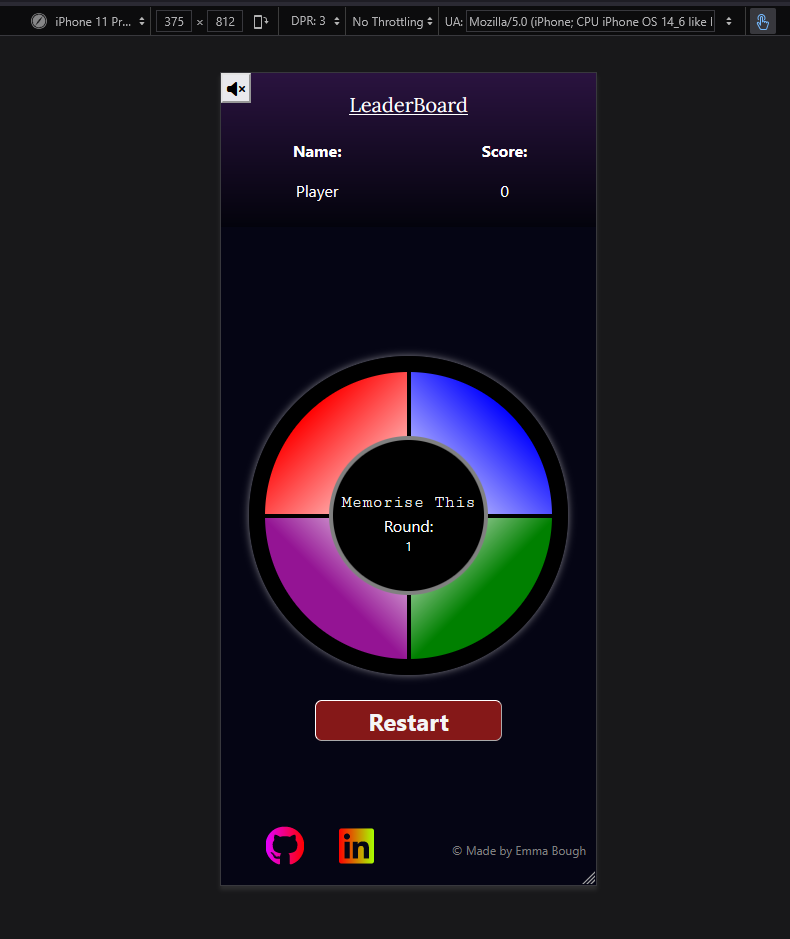 iPhone 11 Pr... 375 × 812 DPR: 3 No Throttling UA: Mozilla/5.0 (iPhone; CPU iPhone OS 14_6 like
LeaderBoard
Name: Score:
Player 0
Memorise This
Round:
1
Restart
in © Made by Emma Bough